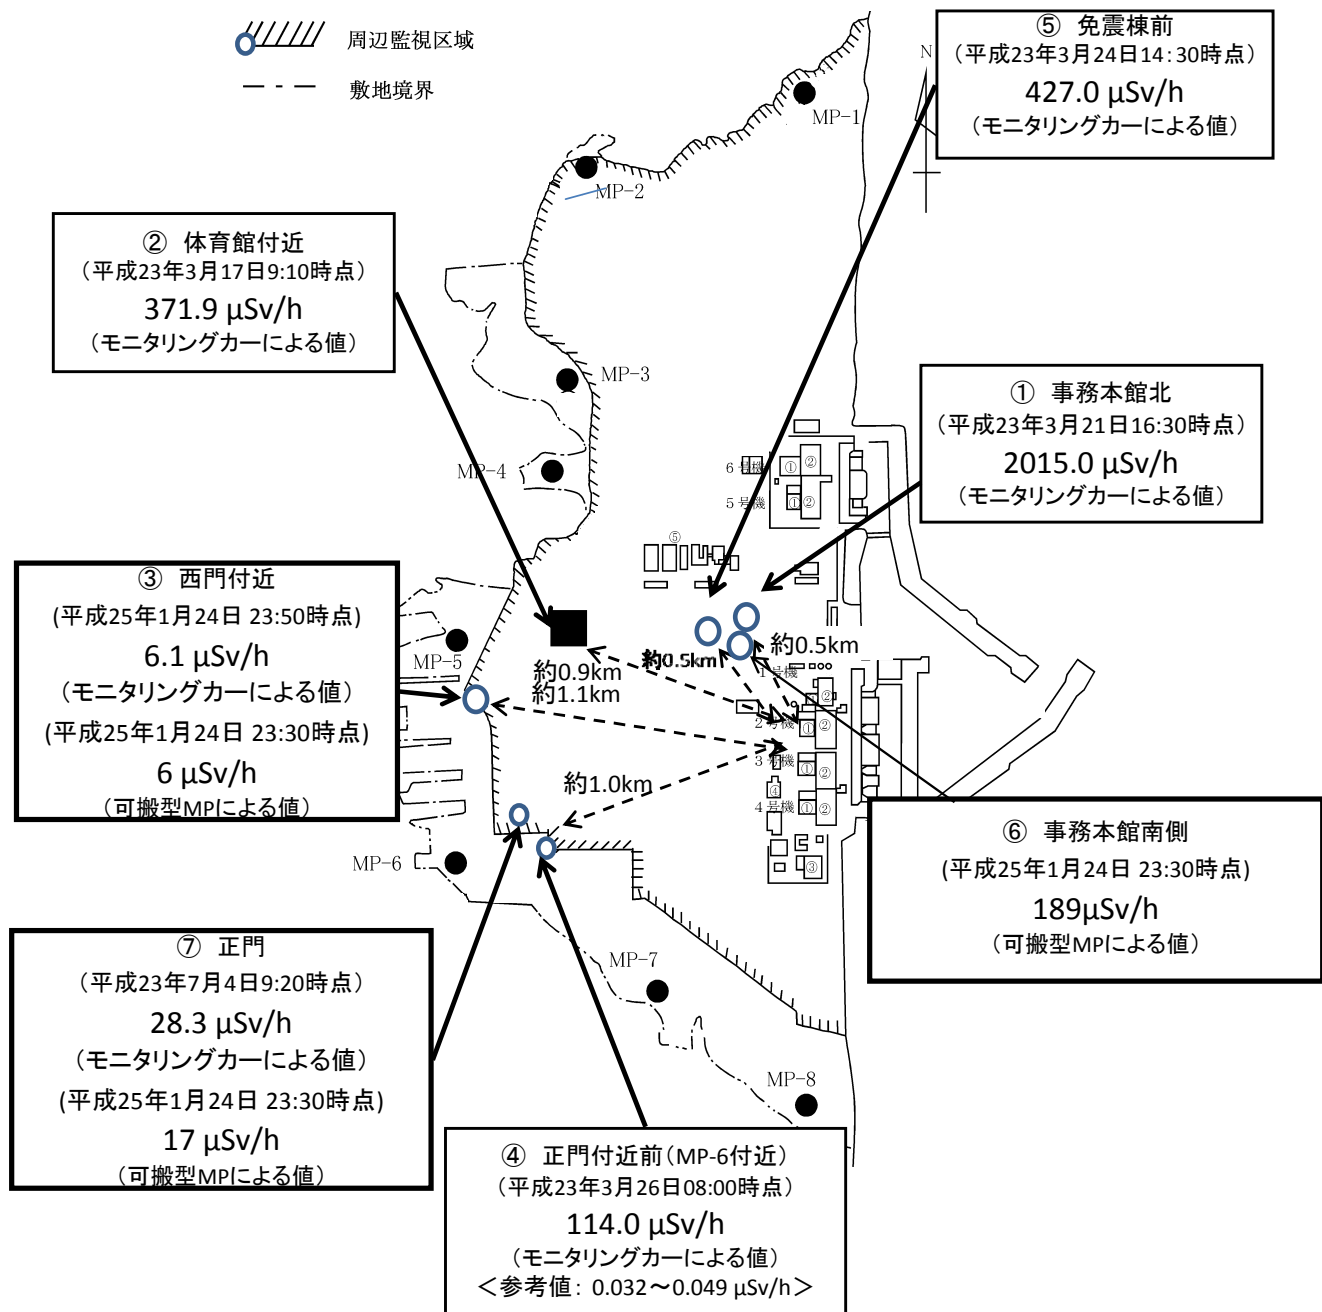 周辺監視区域
敷地境界
⑤ 免震棟前
（平成23年3月24日14:30時点）
427.0 μSv/h
（モニタリングカーによる値）
N
MP-1
MP-2
② 体育館付近
（平成23年3月17日9:10時点）
371.9 μSv/h
（モニタリングカーによる値）
MP-3
① 事務本館北
（平成23年3月21日16:30時点）
2015.0 μSv/h
（モニタリングカーによる値）
MP-4
6号機
① ②
5号機
① ②
⑤
③ 西門付近
(平成25年1月24日 23:50時点)
6.1 μSv/h
（モニタリングカーによる値）
(平成25年1月24日 23:30時点)
6 μSv/h
（可搬型MPによる値）
MP-5
約0.9km
約1.1km
約0.5km
約0.5km
1号機
②
2号機
① ②
3号機
① ②
約1.0km
④
4号機
① ②
③
MP-6
⑥ 事務本館南側
(平成25年1月24日 23:30時点)
189μSv/h
（可搬型MPによる値）
⑦ 正門
（平成23年7月4日9:20時点）
28.3 μSv/h
（モニタリングカーによる値）
(平成25年1月24日 23:30時点)
17 μSv/h
（可搬型MPによる値）
MP-7
MP-8
④ 正門付近前（MP-6付近）
（平成23年3月26日08:00時点）
114.0 μSv/h
（モニタリングカーによる値）
＜参考値： 0.032～0.049 μSv/h＞